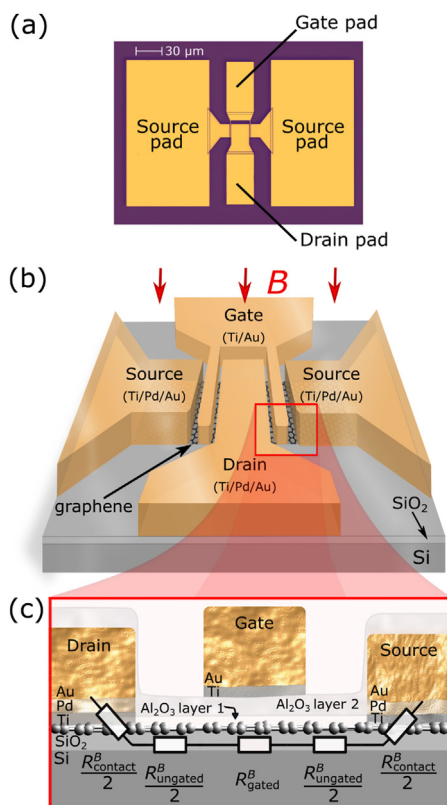 (a)
30 µm
Gate
pad
Source
pad
Source
pad
Drain pad
(b)
B
Gate
(Ti/Au)
Source
(Ti/Pd/Au)
Source
(Ti/Pd/Au)
Drain
(Ti/Pd/Au)
graphene
SiO₂
Si
(c)
Drain
Gate
Source
Au
Pd
Ti
Au
Ti
Au
Pd
Ti
Al₂O₃ layer 1
Al₂O₃ layer 2
SiO₂
Si
R^B_contact/2
R^B_ungated/2
R^B_gated
R^B_ungated/2
R^B_contact/2